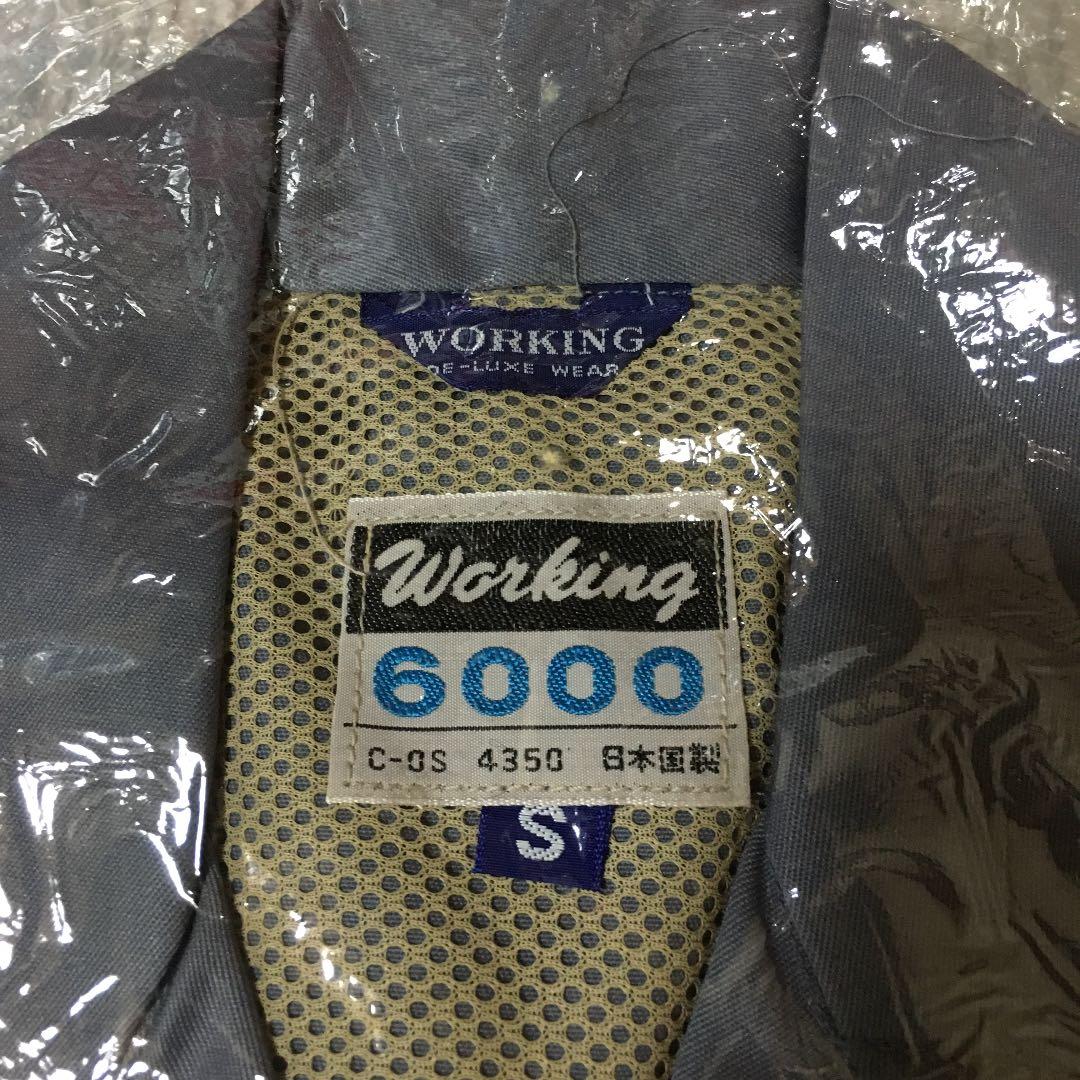 WORKING
DE-LUXE WEAR
Working
6000
C-OS 4350 日本国製
S